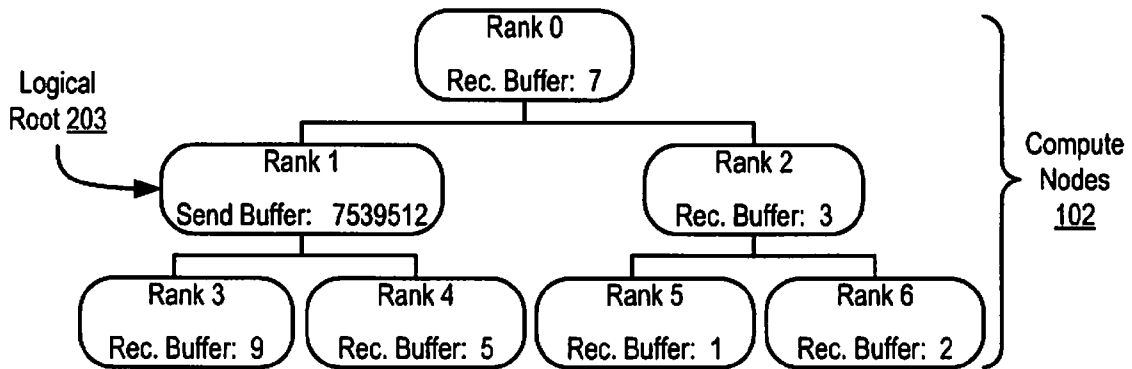 Rank 0
Rec. Buffer: 7
Logical
Root 203
Rank 1
Send Buffer: 7539512
Rank 2
Rec. Buffer: 3
Compute
Nodes
102
Rank 3
Rec. Buffer: 9
Rank 4
Rec. Buffer: 5
Rank 5
Rec. Buffer: 1
Rank 6
Rec. Buffer: 2